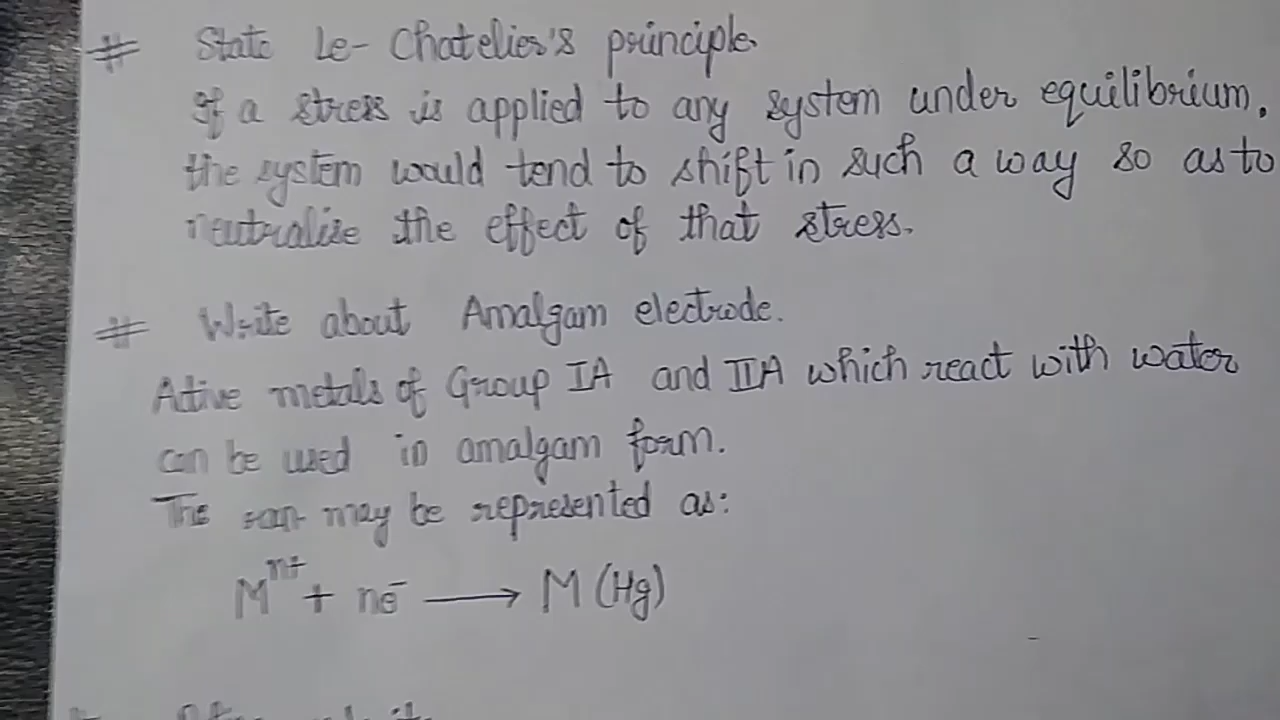 # State Le-Chatelier's principle.
If a stress is applied to any system under equilibrium,
the system would tend to shift in such a way so as to
neutralise the effect of that stress.
# Write about Amalgam electrode.
Active metals of Group IA and IIA which react with water
can be used in amalgam form.
The rxn may be represented as:
Mⁿ⁺ + ne⁻ ⟶ M(Hg)